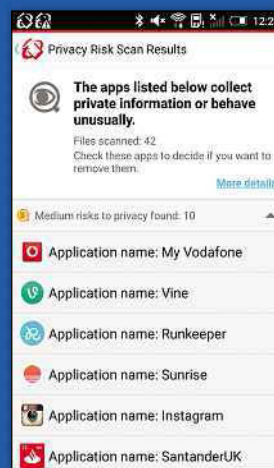 12:2
Privacy Risk Scan Results
The apps listed below collect
private information or behave
unusually.
Files scanned: 42
Check these apps to decide if you want to
remove them.
More details
Medium risks to privacy found: 10
Application name: My Vodafone
Application name: Vine
Application name: Runkeeper
Application name: Sunrise
Application name: Instagram
Application name: SantanderUK